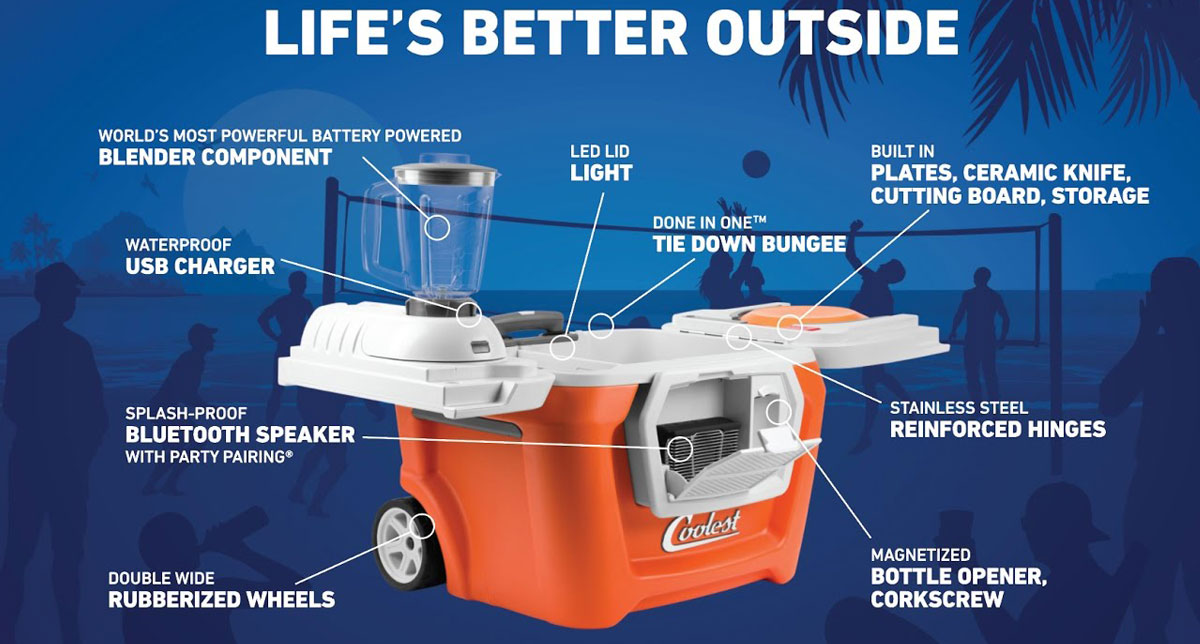 LIFE'S BETTER OUTSIDE
WORLD'S MOST POWERFUL BATTERY POWERED
BLENDER COMPONENT
LED LID
LIGHT
BUILT IN
PLATES, CERAMIC KNIFE,
CUTTING BOARD, STORAGE
DONE IN ONE™
TIE DOWN BUNGEE
WATERPROOF
USB CHARGER
SPLASH-PROOF
BLUETOOTH SPEAKER
WITH PARTY PAIRING®
STAINLESS STEEL
REINFORCED HINGES
Coolest
DOUBLE WIDE
RUBBERIZED WHEELS
MAGNETIZED
BOTTLE OPENER,
CORKSCREW